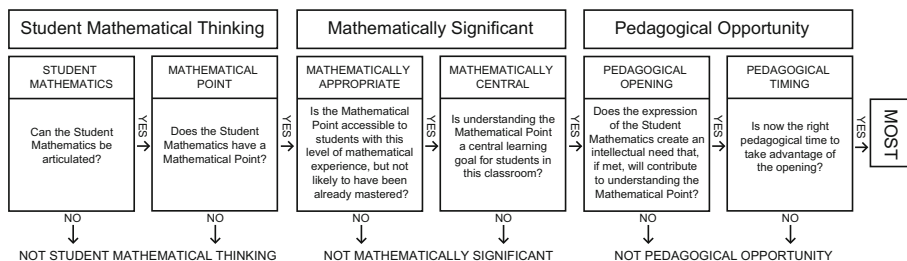 Student Mathematical Thinking
Mathematically Significant
Pedagogical Opportunity
STUDENT
MATHEMATICS
Can the Student
Mathematics be
articulated?
YES
MATHEMATICAL
POINT
Does the Student
Mathematics have a
Mathematical Point?
YES
MATHEMATICALLY
APPROPRIATE
Is the Mathematical
Point accessible to
students with this
level of mathematical
experience, but not
likely to have been
already mastered?
YES
MATHEMATICALLY
CENTRAL
Is understanding the
Mathematical Point
a central learning
goal for students
in this classroom?
YES
PEDAGOGICAL
OPENING
Does the expression
of the Student
Mathematics create an
intellectual need that,
if met, will contribute
to understanding the
Mathematical Point?
YES
PEDAGOGICAL
TIMING
Is now the right
pedagogical time to
take advantage of
the opening?
YES
MOST
NO
NO
NO
NO
NO
NO
NOT STUDENT MATHEMATICAL THINKING
NOT MATHEMATICALLY SIGNIFICANT
NOT PEDAGOGICAL OPPORTUNITY